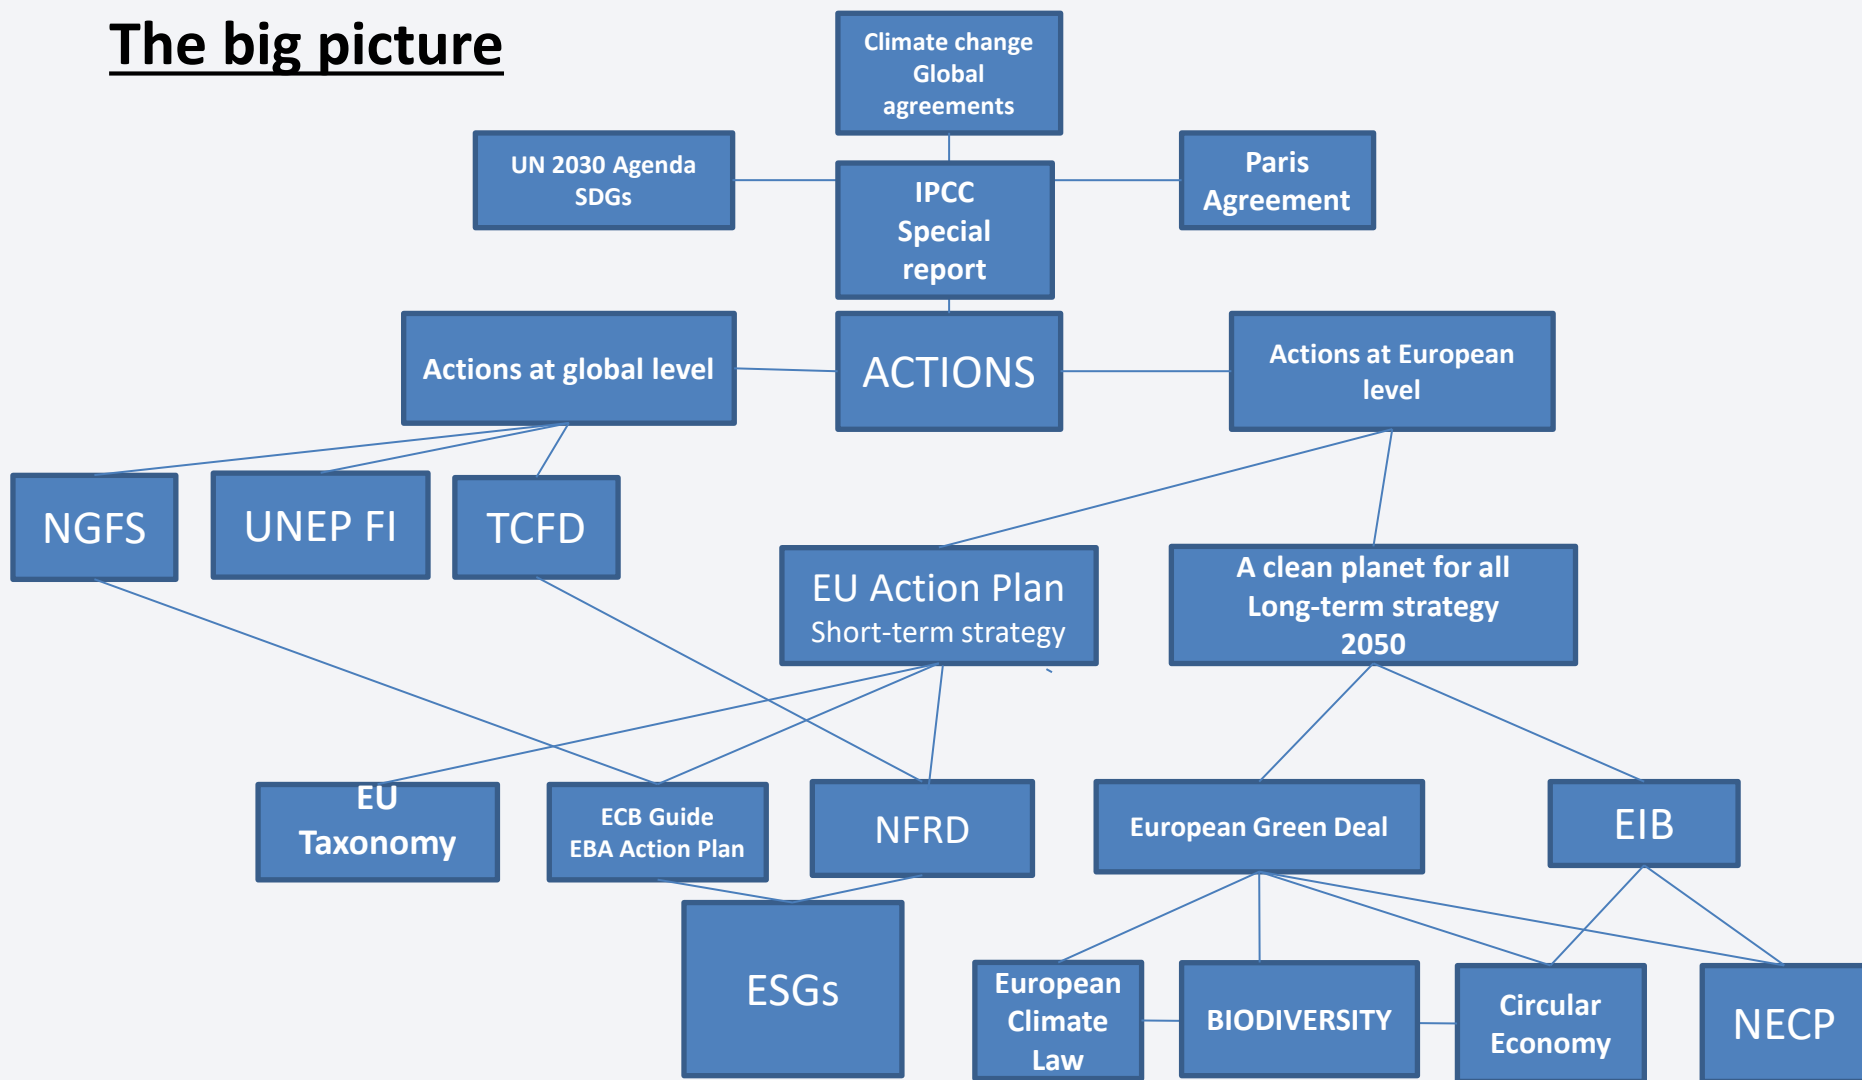 The big picture
Climate change
Global
agreements
UN 2030 Agenda
SDGs
IPCC
Special
report
Paris
Agreement
Actions at global level
ACTIONS
Actions at European
level
NGFS
UNEP FI
TCFD
EU Action Plan
Short-term strategy
A clean planet for all
Long-term strategy
2050
EU
Taxonomy
ECB Guide
EBA Action Plan
NFRD
European Green Deal
EIB
ESGs
European
Climate
Law
BIODIVERSITY
Circular
Economy
NECP